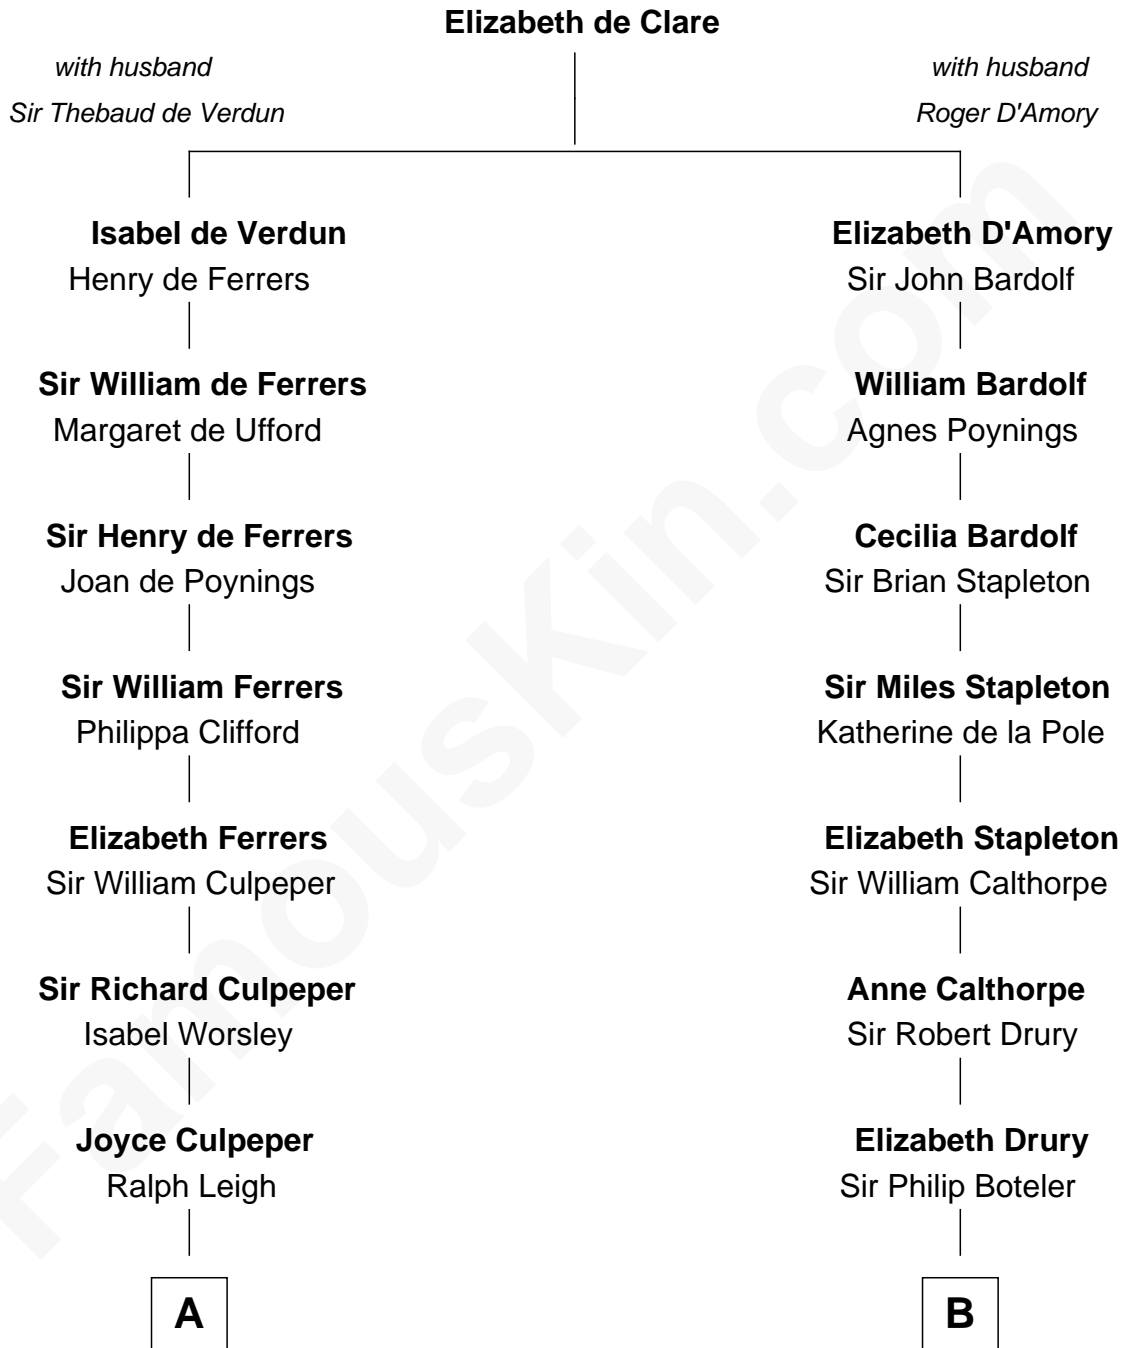 Elizabeth de Clare
with husband
Sir Thebaud de Verdun
with husband
Roger D'Amory
Isabel de Verdun
Henry de Ferrers
Elizabeth D'Amory
Sir John Bardolf
Sir William de Ferrers
Margaret de Ufford
William Bardolf
Agnes Poynings
Sir Henry de Ferrers
Joan de Poynings
Cecilia Bardolf
Sir Brian Stapleton
Sir William Ferrers
Philippa Clifford
Sir Miles Stapleton
Katherine de la Pole
Elizabeth Ferrers
Sir William Culpeper
Elizabeth Stapleton
Sir William Calthorpe
Sir Richard Culpeper
Isabel Worsley
Anne Calthorpe
Sir Robert Drury
Joyce Culpeper
Ralph Leigh
Elizabeth Drury
Sir Philip Boteler
A
B
FamousKin.com